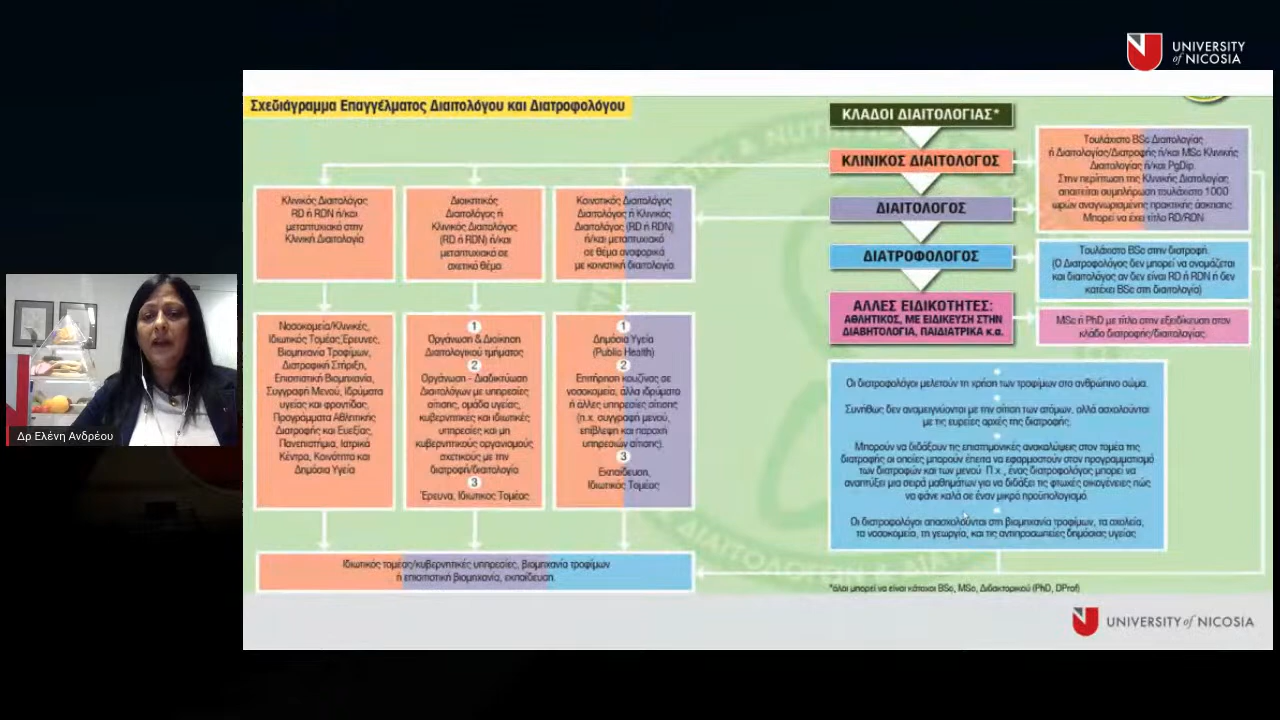 UNIVERSITY
of NICOSIA
Σχεδιάγραμμα Επαγγέλματος Διαιτολόγου και Διατροφολόγου
ΚΛΑΔΟΙ ΔΙΑΙΤΟΛΟΓΙΑΣ*
ΚΛΙΝΙΚΟΣ ΔΙΑΙΤΟΛΟΓΟΣ
ΔΙΑΙΤΟΛΟΓΟΣ
ΔΙΑΤΡΟΦΟΛΟΓΟΣ
ΑΛΛΕΣ ΕΙΔΙΚΟΤΗΤΕΣ:
ΑΘΛΗΤΙΚΟΣ, ΜΕ ΕΙΔΙΚΕΥΣΗ ΣΤΗΝ
ΔΙΑΒΗΤΟΛΟΓΙΑ, ΠΑΙΔΙΑΤΡΙΚΑ κ.α.
Τουλάχιστο BSc Διαιτολογίας
ή Διαιτολογίας/Διατροφής ή/και MSc Κλινικής
Διαιτολογίας ή/και PgDip.
Στην περίπτωση της Κλινικής Διαιτολογίας
απαιτείται συμπλήρωση τουλάχιστο 1000
ωρών αναγνωρισμένης πρακτικής άσκησης.
Μπορεί να έχει τίτλο RD/RDN
Τουλάχιστο BSc στην διατροφή.
(Ο Διατροφολόγος δεν μπορεί να ονομάζεται
και διαιτολόγος αν δεν είναι RD ή RDN ή δεν
κατέχει BSc στη διαιτολογία)
MSc ή PhD με τίτλο στην εξειδίκευση στον
κλάδο διατροφής/διαιτολογίας.
Κλινικός Διαιτολόγος
RD ή RDN ή/και
μεταπτυχιακό στην
Κλινική Διαιτολογία
Διοικητικός
Διαιτολόγος ή
Κλινικός Διαιτολόγος
(RD ή RDN) ή/και
μεταπτυχιακό σε
σχετικό θέμα
Κοινοτικός Διαιτολόγος
Διαιτολόγος ή Κλινικός
Διαιτολόγος (RD ή RDN)
ή/και μεταπτυχιακό
σε θέμα αναφορικά
με κοινοτική διαιτολογία.
Νοσοκομεία/Κλινικές,
Ιδιωτικός Τομέας,Έρευνες,
Βιομηχανία Τροφίμων,
Διατροφική Στήριξη,
Επισιτιστική Βιομηχανία,
Συγγραφή Μενού, Ιδρύματα
υγείας και φροντίδας,
Προγράμματα Αθλητικής
Διατροφής και Ευεξίας,
Πανεπιστήμια, Ιατρικά
Κέντρα, Κοινότητα και
Δημόσια Υγεία
1
Οργάνωση & Διοίκηση
Διαιτολογικού τμήματος
2
Οργάνωση - Διαδικτύωση
Διαιτολόγων με υπηρεσίες
σίτισης, ομάδα υγείας,
κυβερνητικές και ιδιωτικές
υπηρεσίες και μη
κυβερνητικούς οργανισμούς
σχετικούς με την
διατροφή/διαιτολογία
3
Έρευνα, Ιδιωτικός Τομέας
1
Δημόσια Υγεία
(Public Health)
2
Επιτήρηση κουζίνας σε
νοσοκομεία, άλλα ιδρύματα
ή άλλες υπηρεσίες σίτισης
(π.χ. συγγραφή μενού,
επίβλεψη και παροχή
υπηρεσιών σίτισης).
3
Εκπαίδευση,
Ιδιωτικός Τομέας
Οι διατροφολόγοι μελετούν τη χρήση των τροφίμων στο ανθρώπινο σώμα.
Συνήθως δεν αναμειγνύονται με την σίτιση των ατόμων, αλλά ασχολούνται
με τις ευρείες αρχές της διατροφής.
Μπορούν να διδάξουν τις επιστημονικές ανακαλύψεις στον τομέα της
διατροφής οι οποίες μπορούν έπειτα να εφαρμοστούν στον προγραμματισμό
των διατροφών και των μενού Π.χ., ένας διατροφολόγος μπορεί να
αναπτύξει μια σειρά μαθημάτων για να διδάξει τις φτωχές οικογένειες πώς
να φάνε καλά σε έναν μικρό προϋπολογισμό.
Οι διατροφολόγοι απασχολούνται στη βιομηχανία τροφίμων, τα σχολεία,
τα νοσοκομεία, τη γεωργία, και τις αντιπροσωπείες δημόσιας υγείας
Ιδιωτικός τομέας/κυβερνητικές υπηρεσίες, βιομηχανία τροφίμων
ή επισιτιστική βιομηχανία, εκπαίδευση.
*όλοι μπορεί να είναι κάτοχοι BSc, MSc, Διδακτορικού (PhD, DProf)
Δρ Ελένη Ανδρέου
UNIVERSITY of NICOSIA